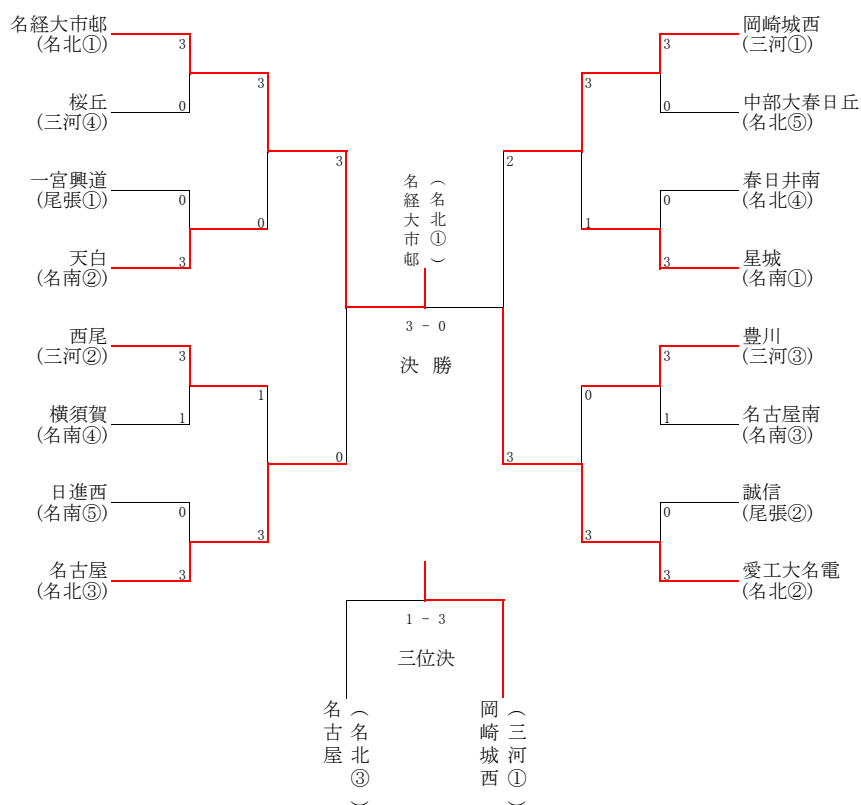 名経大市邨
(名北①)
3
桜丘
(三河④)
0
3
一宮興道
(尾張①)
0
天白
(名南②)
3
0
3
西尾
(三河②)
3
横須賀
(名南④)
1
1
日進西
(名南⑤)
0
名古屋
(名北③)
3
3
0
名経大市邨
(名北①)
3 - 0
決 勝
岡崎城西
(三河①)
3
中部大春日丘
(名北⑤)
0
3
春日井南
(名北④)
0
星城
(名南①)
3
1
2
豊川
(三河③)
3
名古屋南
(名南③)
1
0
誠信
(尾張②)
0
愛工大名電
(名北②)
3
3
3
1 - 3
三位決
名古屋
(名北③)
岡崎城西
(三河①)